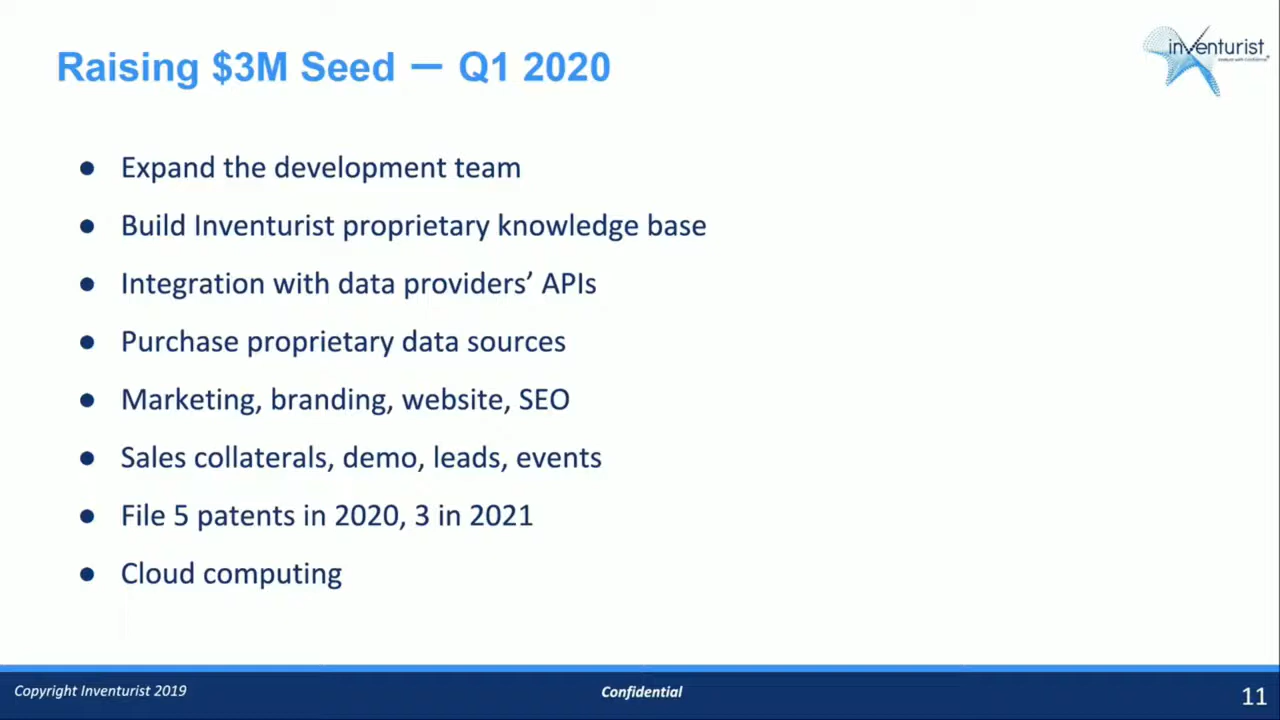 Raising $3M Seed — Q1 2020
inventurist
● Expand the development team
● Build Inventurist proprietary knowledge base
● Integration with data providers’ APIs
● Purchase proprietary data sources
● Marketing, branding, website, SEO
● Sales collaterals, demo, leads, events
● File 5 patents in 2020, 3 in 2021
● Cloud computing
Copyright Inventurist 2019
Confidential
11